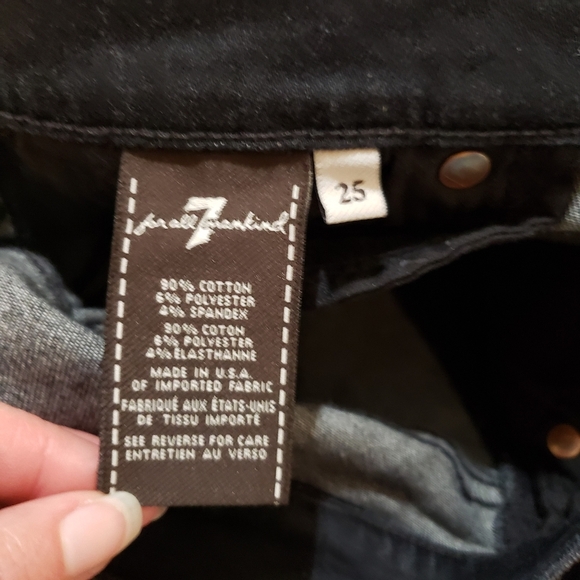 7
for all mankind
25
90% COTTON
6% POLYESTER
4% SPANDEX
90% COTON
6% POLYESTER
4% ELASTHANNE
MADE IN U.S.A.
OF IMPORTED FABRIC
FABRIQUÉ AUX ÉTATS-UNIS
DE TISSU IMPORTÉ
SEE REVERSE FOR CARE
ENTRETIEN AU VERSO